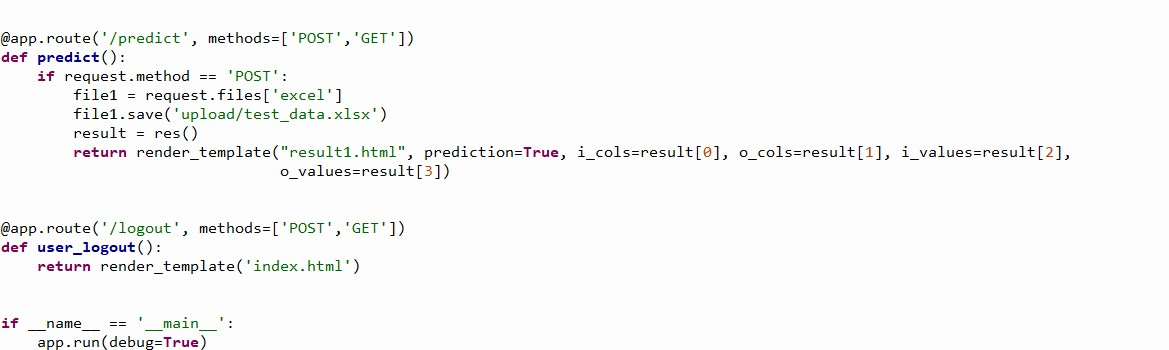 @app.route('/predict', methods=['POST','GET'])
def predict():
    if request.method == 'POST':
        file1 = request.files['excel']
        file1.save('upload/test_data.xlsx')
        result = res()
        return render_template("result1.html", prediction=True, i_cols=result[0], o_cols=result[1], i_values=result[2],
                               o_values=result[3])
@app.route('/logout', methods=['POST','GET'])
def user_logout():
    return render_template('index.html')
if __name__ == '__main__':
    app.run(debug=True)